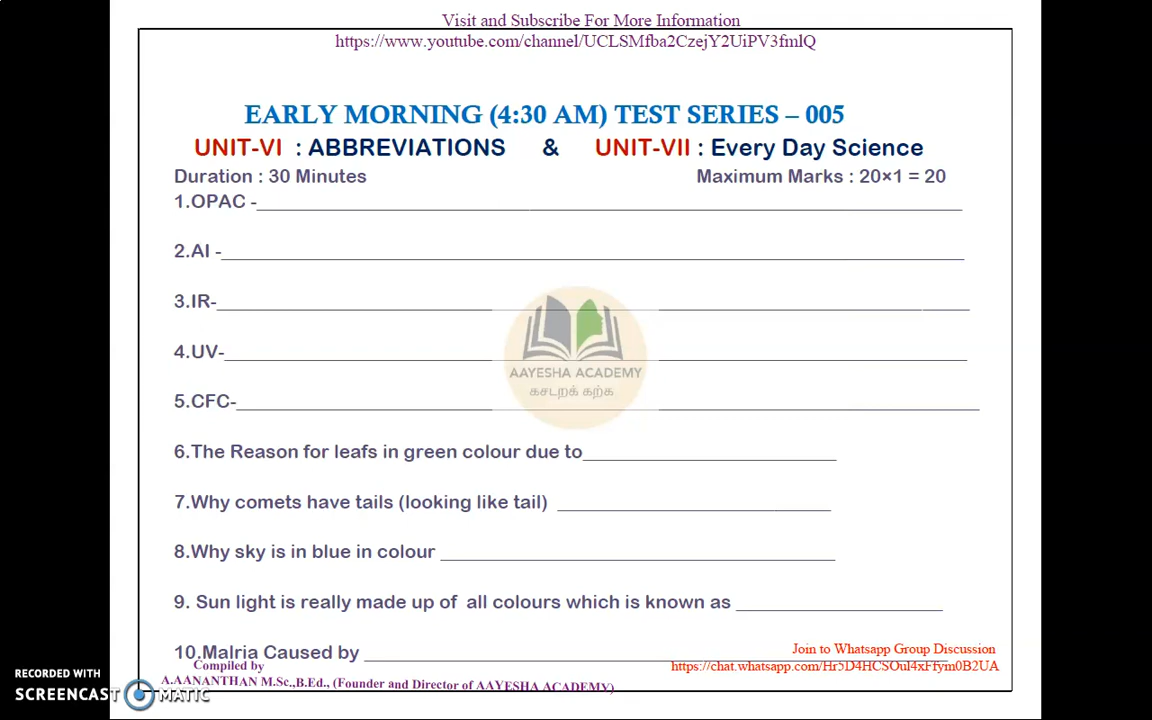 Visit and Subscribe For More Information
https://www.youtube.com/channel/UCLSMfba2CzejY2UiPV3fmlQ
EARLY MORNING (4:30 AM) TEST SERIES – 005
UNIT-VI : ABBREVIATIONS & UNIT-VII : Every Day Science
Duration : 30 Minutes Maximum Marks : 20×1 = 20
1.OPAC -
2.AI -
3.IR-
4.UV-
AAYESHA ACADEMY
கசடறக் கற்க
5.CFC-
6.The Reason for leafs in green colour due to
7.Why comets have tails (looking like tail)
8.Why sky is in blue in colour
9. Sun light is really made up of all colours which is known as
10.Malria Caused by
Join to Whatsapp Group Discussion
https://chat.whatsapp.com/Hr5D4HCSOul4xFfym0B2UA
Compiled by
A.AANANTHAN M.Sc.,B.Ed., (Founder and Director of AAYESHA ACADEMY)
RECORDED WITH
SCREENCAST MATIC